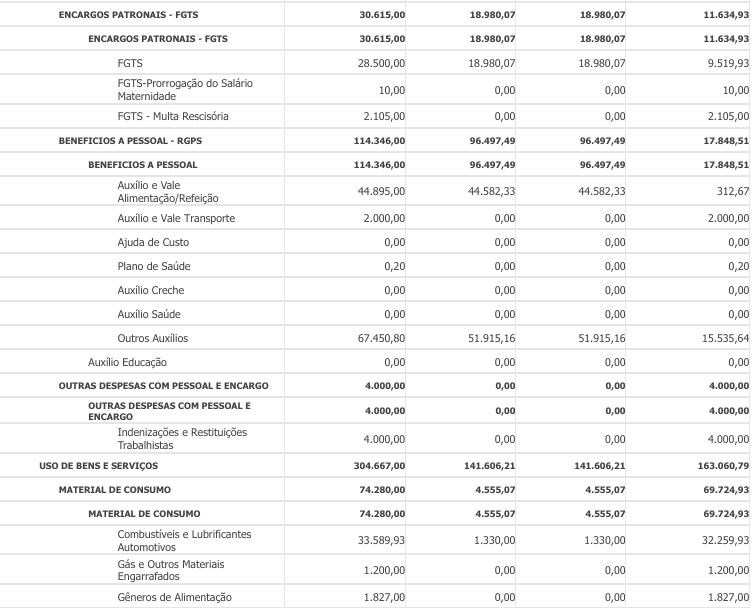 ENCARGOS PATRONAIS - FGTS 30.615,00 18.980,07 18.980,07 11.634,93
ENCARGOS PATRONAIS - FGTS 30.615,00 18.980,07 18.980,07 11.634,93
FGTS 28.500,00 18.980,07 18.980,07 9.519,93
FGTS-Prorrogação do Salário
Maternidade 10,00 0,00 0,00 10,00
FGTS - Multa Rescisória 2.105,00 0,00 0,00 2.105,00
BENEFICIOS A PESSOAL - RGPS 114.346,00 96.497,49 96.497,49 17.848,51
BENEFICIOS A PESSOAL 114.346,00 96.497,49 96.497,49 17.848,51
Auxílio e Vale
Alimentação/Refeição 44.895,00 44.582,33 44.582,33 312,67
Auxílio e Vale Transporte 2.000,00 0,00 0,00 2.000,00
Ajuda de Custo 0,00 0,00 0,00 0,00
Plano de Saúde 0,20 0,00 0,00 0,20
Auxílio Creche 0,00 0,00 0,00 0,00
Auxílio Saúde 0,00 0,00 0,00 0,00
Outros Auxílios 67.450,80 51.915,16 51.915,16 15.535,64
Auxílio Educação 0,00 0,00 0,00 0,00
OUTRAS DESPESAS COM PESSOAL E ENCARGO 4.000,00 0,00 0,00 4.000,00
OUTRAS DESPESAS COM PESSOAL E
ENCARGO 4.000,00 0,00 0,00 4.000,00
Indenizações e Restituições
Trabalhistas 4.000,00 0,00 0,00 4.000,00
USO DE BENS E SERVIÇOS 304.667,00 141.606,21 141.606,21 163.060,79
MATERIAL DE CONSUMO 74.280,00 4.555,07 4.555,07 69.724,93
MATERIAL DE CONSUMO 74.280,00 4.555,07 4.555,07 69.724,93
Combustíveis e Lubrificantes
Automotivos 33.589,93 1.330,00 1.330,00 32.259,93
Gás e Outros Materiais
Engarrafados 1.200,00 0,00 0,00 1.200,00
Gêneros de Alimentação 1.827,00 0,00 0,00 1.827,00